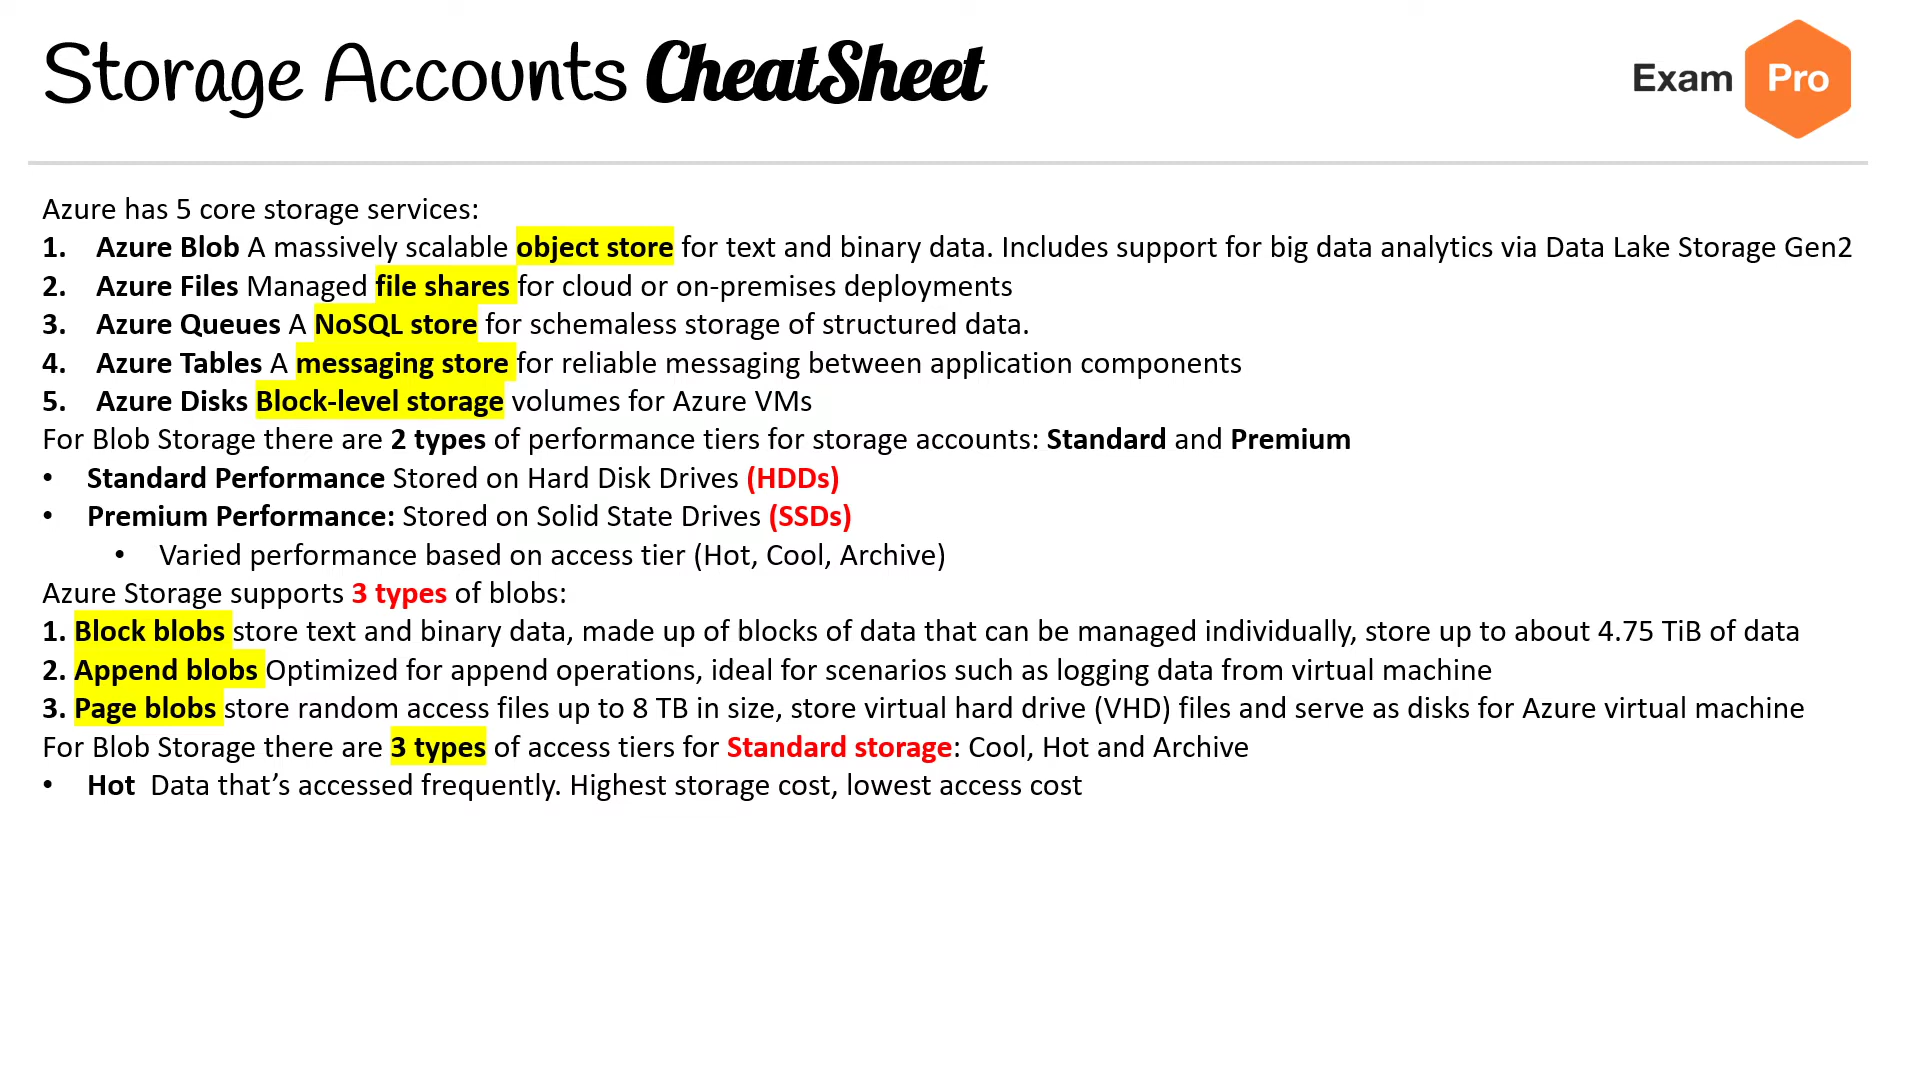 Storage Accounts CheatSheet
Exam Pro
Azure has 5 core storage services:
1. Azure Blob A massively scalable object store for text and binary data. Includes support for big data analytics via Data Lake Storage Gen2
2. Azure Files Managed file shares for cloud or on-premises deployments
3. Azure Queues A NoSQL store for schemaless storage of structured data.
4. Azure Tables A messaging store for reliable messaging between application components
5. Azure Disks Block-level storage volumes for Azure VMs
For Blob Storage there are 2 types of performance tiers for storage accounts: Standard and Premium
• Standard Performance Stored on Hard Disk Drives (HDDs)
• Premium Performance: Stored on Solid State Drives (SSDs)
• Varied performance based on access tier (Hot, Cool, Archive)
Azure Storage supports 3 types of blobs:
1. Block blobs store text and binary data, made up of blocks of data that can be managed individually, store up to about 4.75 TiB of data
2. Append blobs Optimized for append operations, ideal for scenarios such as logging data from virtual machine
3. Page blobs store random access files up to 8 TB in size, store virtual hard drive (VHD) files and serve as disks for Azure virtual machine
For Blob Storage there are 3 types of access tiers for Standard storage: Cool, Hot and Archive
• Hot Data that’s accessed frequently. Highest storage cost, lowest access cost